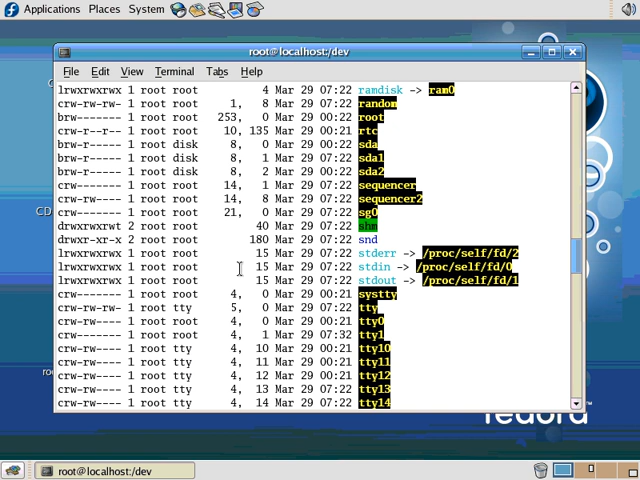 Applications Places System
root@localhost:/dev
File Edit View Terminal Tabs Help
lrwxrwxrwx 1 root root 4 Mar 29 07:22 ramdisk -> ram0
crw-rw-rw- 1 root root 1, 8 Mar 29 07:22 random
brw------- 1 root root 253, 0 Mar 29 00:22 root
crw-r--r-- 1 root root 10, 135 Mar 29 00:21 rtc
brw-r----- 1 root disk 8, 0 Mar 29 07:22 sda
brw-r----- 1 root disk 8, 1 Mar 29 07:22 sda1
brw-r----- 1 root disk 8, 2 Mar 29 00:22 sda2
crw------- 1 root root 14, 1 Mar 29 07:22 sequencer
crw------- 1 root root 14, 8 Mar 29 07:22 sequencer2
crw------- 1 root root 21, 0 Mar 29 07:22 sg0
drwxrwxrwt 2 root root 40 Mar 29 07:22 shm
drwxr-xr-x 2 root root 180 Mar 29 07:22 snd
lrwxrwxrwx 1 root root 15 Mar 29 07:22 stderr -> /proc/self/fd/2
lrwxrwxrwx 1 root root 15 Mar 29 07:22 stdin -> /proc/self/fd/0
lrwxrwxrwx 1 root root 15 Mar 29 07:22 stdout -> /proc/self/fd/1
crw------- 1 root root 4, 0 Mar 29 00:21 systty
crw-rw-rw- 1 root tty 5, 0 Mar 29 07:22 tty
crw-rw---- 1 root root 4, 0 Mar 29 00:21 tty0
crw------- 1 root root 4, 1 Mar 29 07:32 tty1
crw-rw---- 1 root tty 4, 10 Mar 29 00:21 tty10
crw-rw---- 1 root tty 4, 11 Mar 29 00:21 tty11
crw-rw---- 1 root tty 4, 12 Mar 29 00:21 tty12
crw-rw---- 1 root tty 4, 13 Mar 29 07:22 tty13
crw-rw---- 1 root tty 4, 14 Mar 29 07:22 tty14
fedora™
root@localhost:/dev